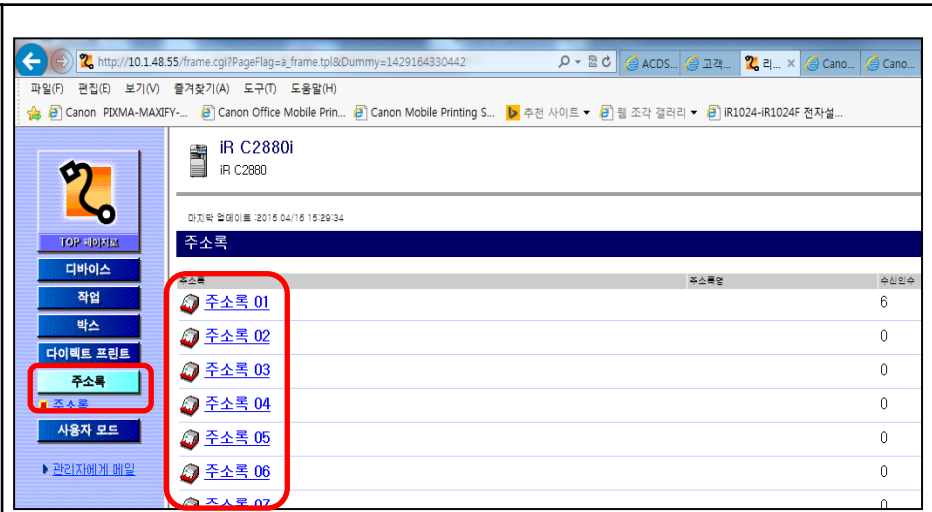 http://10.1.48.55/frame.cgi?PageFlag=a_frame.tpl&Dummy=1429164330442
ACDS... 고객... 리... × Cano... Cano...
파일(F) 편집(E) 보기(V) 즐겨찾기(A) 도구(T) 도움말(H)
Canon PIXMA-MAXIFY-... Canon Office Mobile Prin... Canon Mobile Printing S... 추천 사이트 ▼ 웹 조각 갤러리 ▼ iR1024-iR1024F 전자설...
iR C2880i
iR C2880
마지막 업데이트 :2015 04/16 15:29:34
TOP 페이지로
주소록
디바이스
작업
박스
다이렉트 프린트
주소록
주소록
사용자 모드
관리자에게 메일
주소록 주소록명 수신인수
주소록 01 6
주소록 02 0
주소록 03 0
주소록 04 0
주소록 05 0
주소록 06 0
주소록 07 0